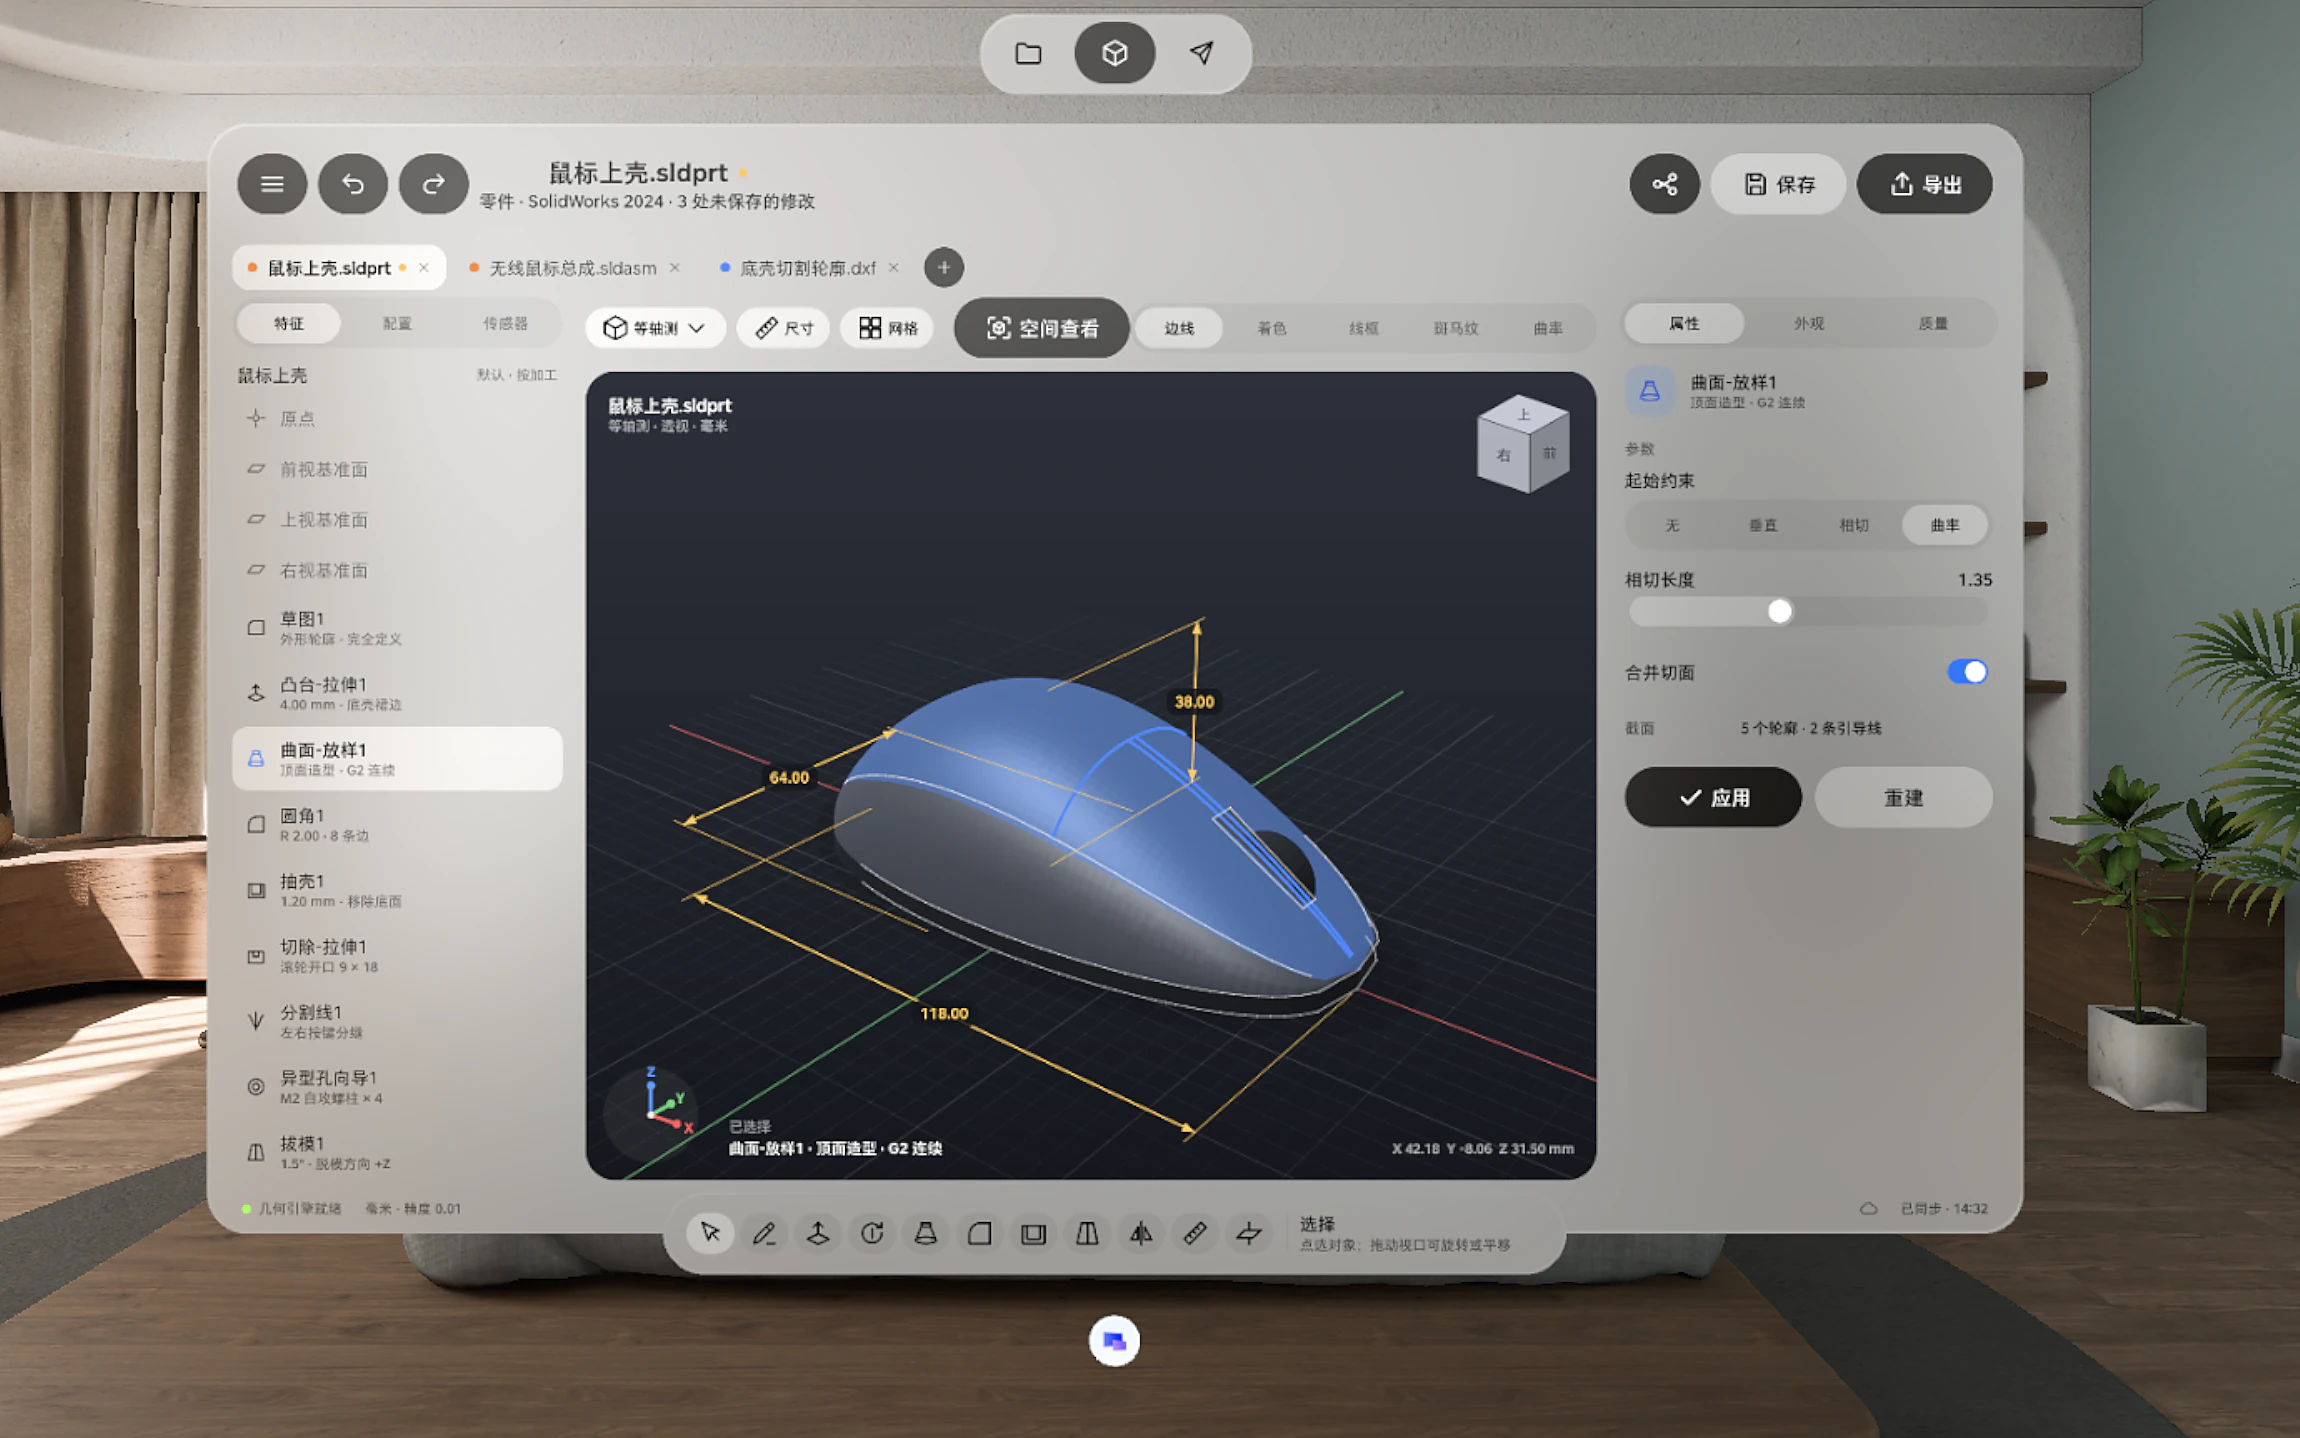 鼠标上壳.sldprt
零件 · SolidWorks 2024 · 3 处未保存的修改
保存
导出
鼠标上壳.sldprt
无线鼠标总成.sldasm
底壳切割轮廓.dxf
特征
配置
传感器
等轴测
尺寸
网格
空间查看
边线
着色
线框
斑马纹
曲率
属性
外观
质量
鼠标上壳
默认 · 按加工
原点
前视基准面
上视基准面
右视基准面
草图1
外形轮廓 · 完全定义
凸台-拉伸1
4.00 mm · 底壳裙边
曲面-放样1
顶面造型 · G2 连续
圆角1
R 2.00 · 8 条边
抽壳1
1.20 mm · 移除底面
切除-拉伸1
滚轮开口 9 × 18
分割线1
左右按键分缝
异型孔向导1
M2 自攻螺柱 × 4
拔模1
1.5° · 脱模方向 +Z
几何引擎就绪
毫米 · 精度 0.01
鼠标上壳.sldprt
等轴测 · 透视 · 毫米
上
右
前
38.00
64.00
118.00
Z
Y
X
已选择
曲面-放样1 · 顶面造型 · G2 连续
X 42.18 Y -8.06 Z 31.50 mm
曲面-放样1
顶面造型 · G2 连续
参数
起始约束
无
垂直
相切
曲率
相切长度
1.35
合并切面
截面
5 个轮廓 · 2 条引导线
应用
重建
选择
点选对象；拖动视口可旋转或平移
已同步 · 14:32